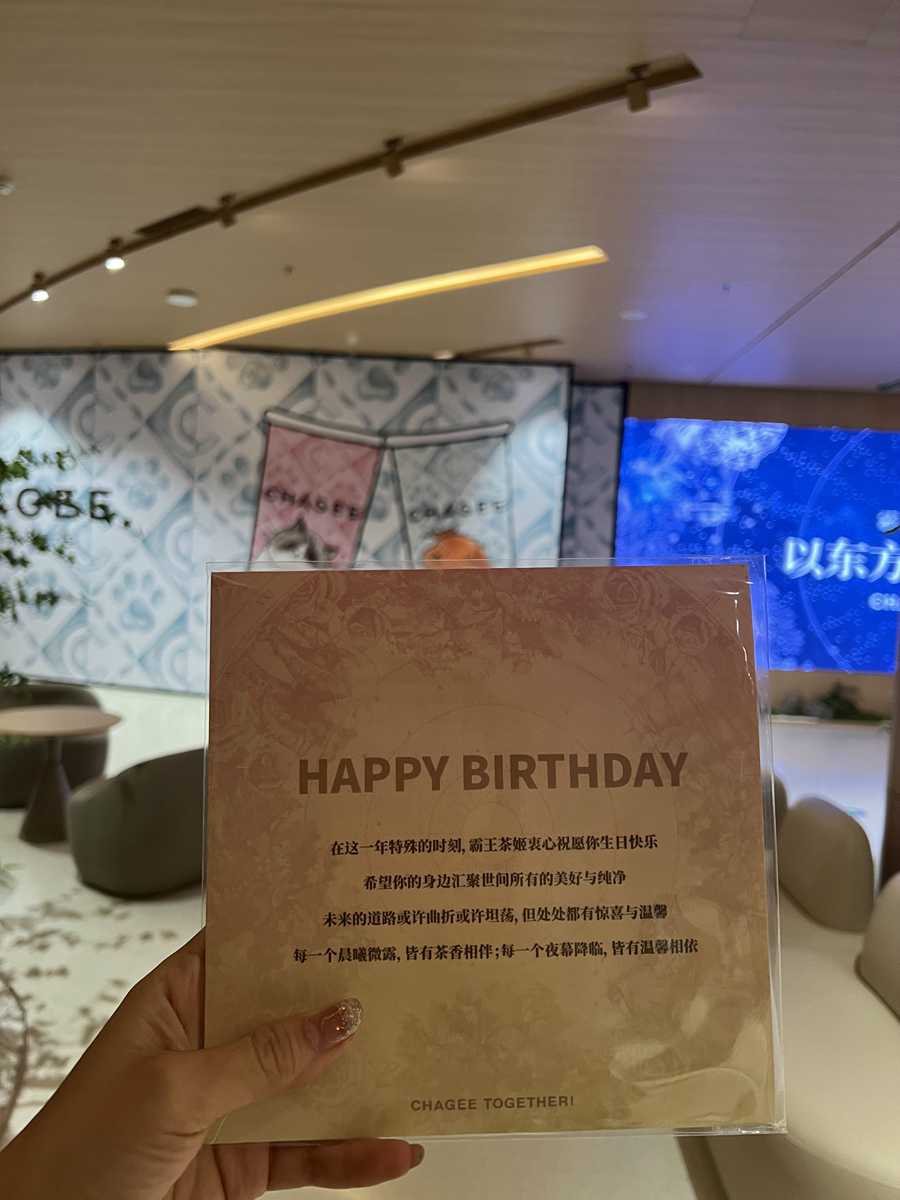 OBE.
CHAGEE CHAGEE
以东方
HAPPY BIRTHDAY
在这一年特殊的时刻, 霸王茶姬衷心祝愿你生日快乐
希望你的身边汇聚世间所有的美好与纯净
未来的道路或许曲折或许坦荡, 但处处都有惊喜与温馨
每一个晨曦微露, 皆有茶香相伴; 每一个夜幕降临, 皆有温馨相依
CHAGEE TOGETHER!